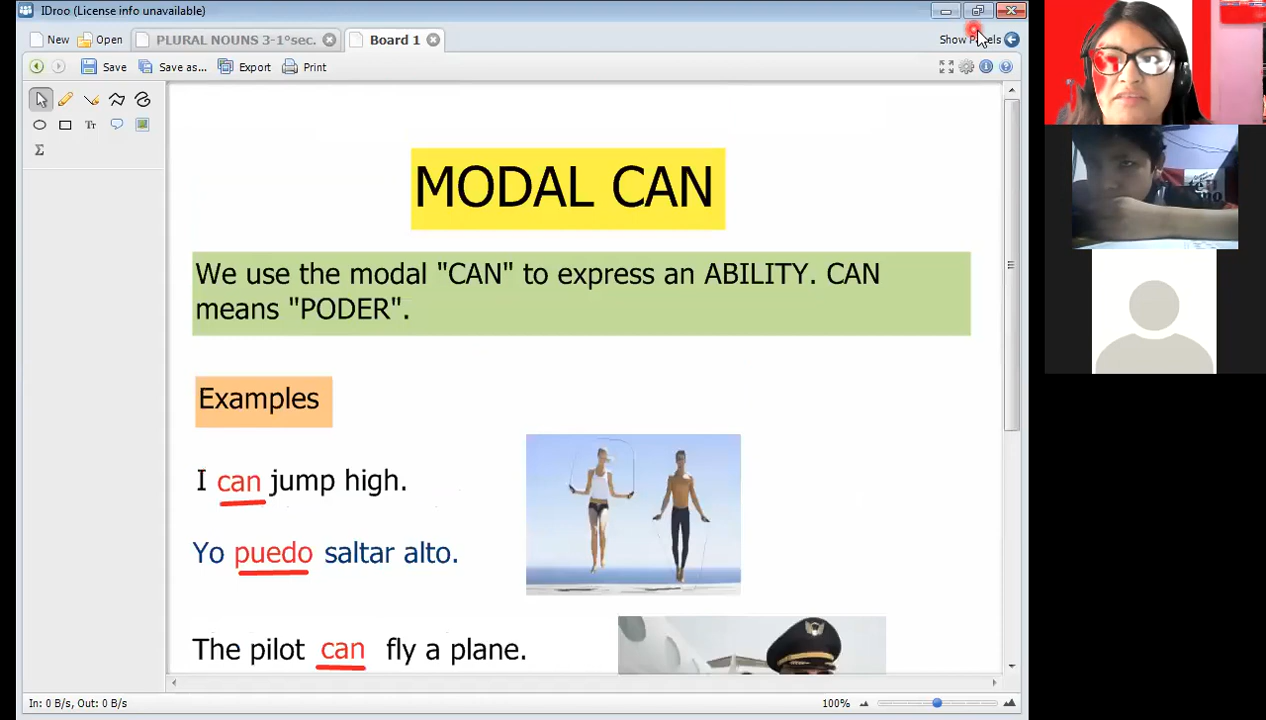 IDroo (License info unavailable)
New Open PLURAL NOUNS 3-1°sec. Board 1 Show Panels
Save Save as... Export Print
Tr
Σ
MODAL CAN
We use the modal "CAN" to express an ABILITY. CAN
means "PODER".
Examples
I can jump high.
Yo puedo saltar alto.
The pilot can fly a plane.
In: 0 B/s, Out: 0 B/s 100%